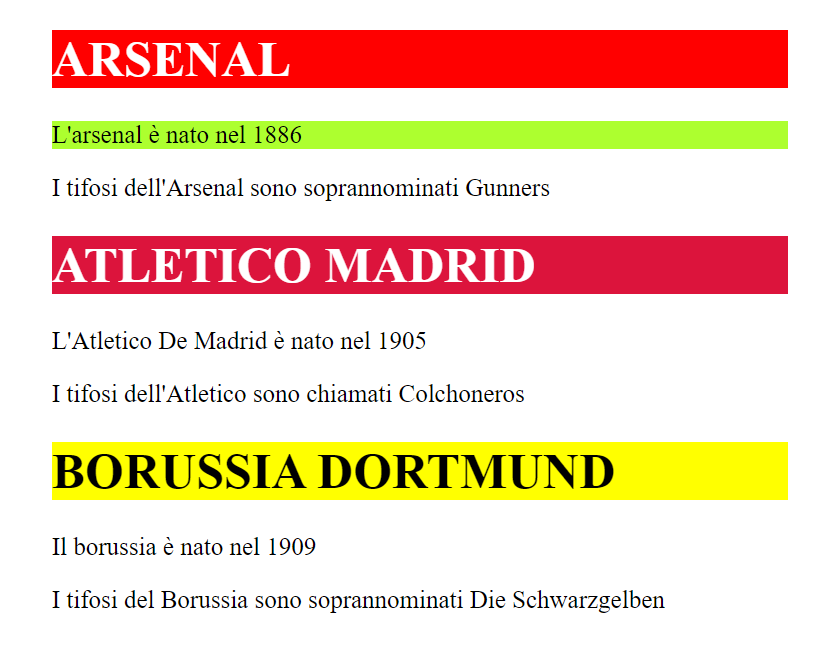 ARSENAL
L'arsenal è nato nel 1886
I tifosi dell'Arsenal sono soprannominati Gunners
ATLETICO MADRID
L'Atletico De Madrid è nato nel 1905
I tifosi dell'Atletico sono chiamati Colchoneros
BORUSSIA DORTMUND
Il borussia è nato nel 1909
I tifosi del Borussia sono soprannominati Die Schwarzgelben